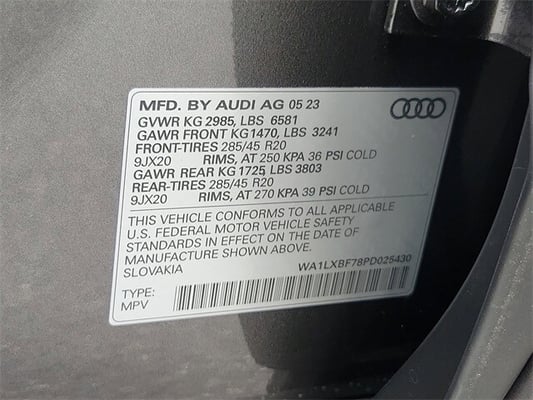 MFD. BY AUDI AG 05 23
GVWR KG 2985, LBS 6581
GAWR FRONT KG1470, LBS 3241
FRONT-TIRES 285/45 R20
9JX20 RIMS, AT 250 KPA 36 PSI COLD
GAWR REAR KG 1725, LBS 3803
REAR-TIRES 285/45 R20
9JX20 RIMS, AT 270 KPA 39 PSI COLD
THIS VEHICLE CONFORMS TO ALL APPLICABLE
U.S. FEDERAL MOTOR VEHICLE SAFETY
STANDARDS IN EFFECT ON THE DATE OF
MANUFACTURE SHOWN ABOVE.
SLOVAKIA WA1LXBF78PD025430
TYPE:
MPV